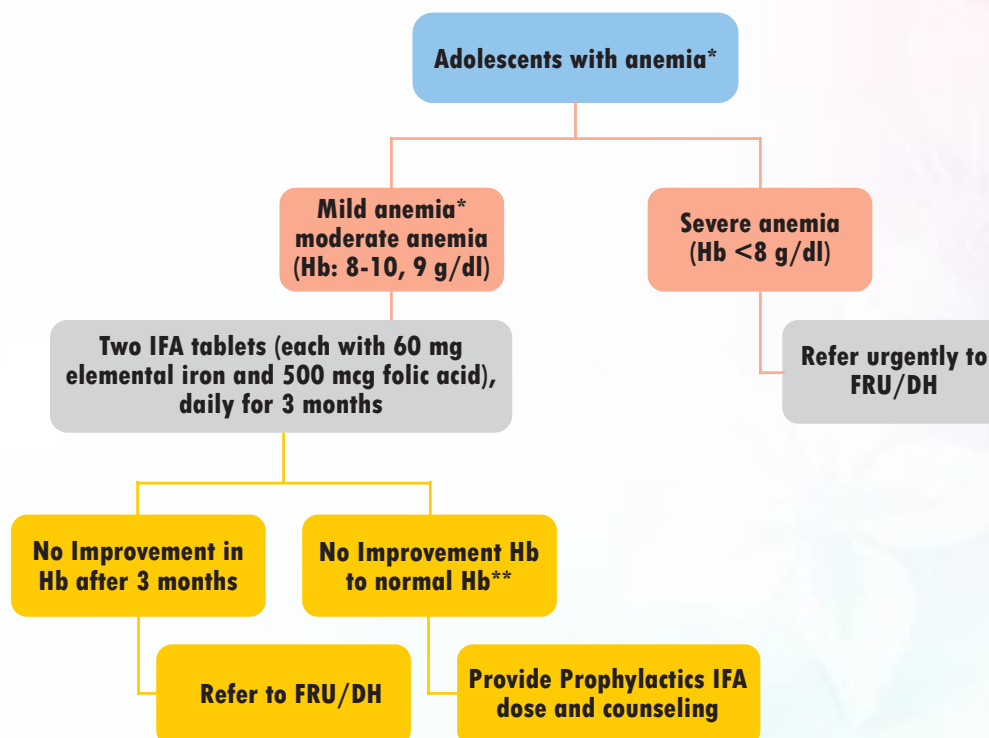 Adolescents with anemia*
Mild anemia*
moderate anemia
(Hb: 8-10, 9 g/dl)
Severe anemia
(Hb <8 g/dl)
Two IFA tablets (each with 60 mg
elemental iron and 500 mcg folic acid),
daily for 3 months
Refer urgently to
FRU/DH
No Improvement in
Hb after 3 months
No Improvement Hb
to normal Hb**
Refer to FRU/DH
Provide Prophylactics IFA
dose and counseling